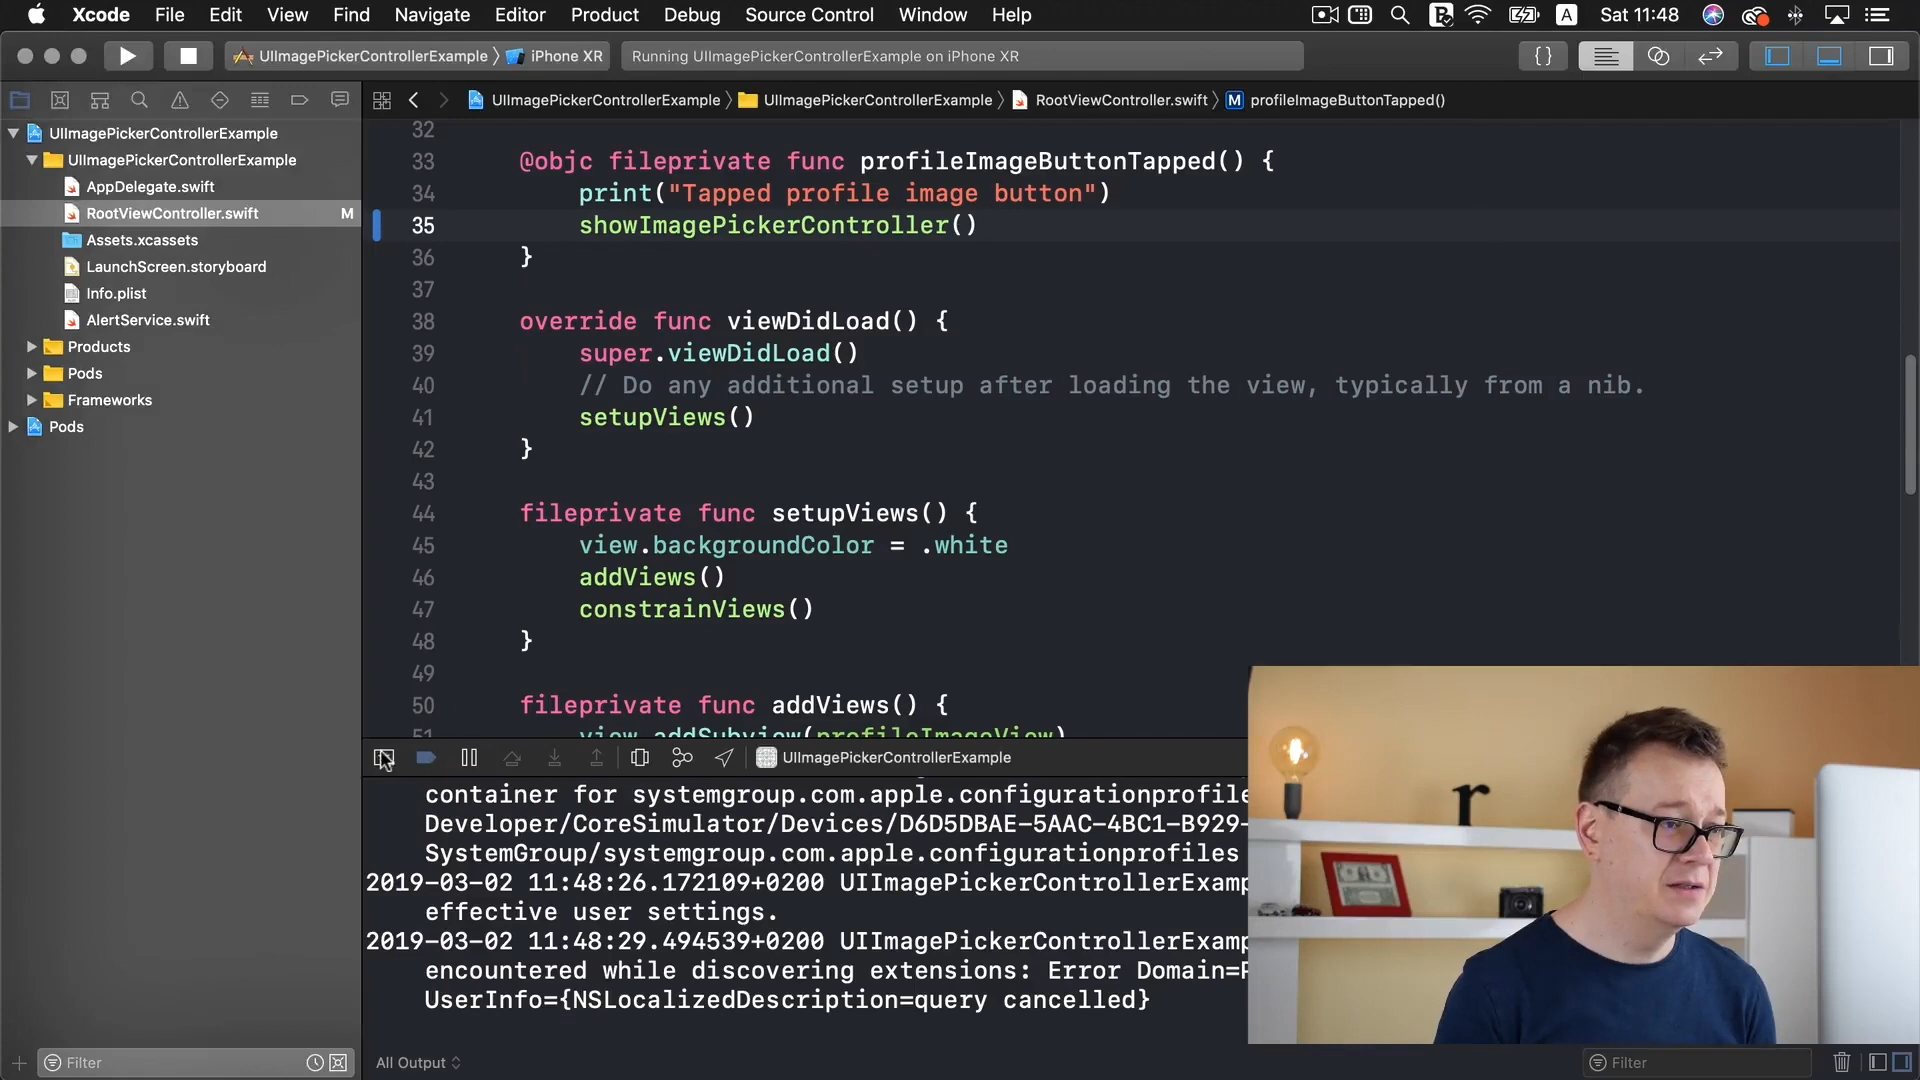 Xcode File Edit View Find Navigate Editor Product Debug Source Control Window Help A Sat 11:48
UIImagePickerControllerExample iPhone XR Running UIImagePickerControllerExample on iPhone XR {}
UIImagePickerControllerExample UIImagePickerControllerExample RootViewController.swift M profileImageButtonTapped()
UIImagePickerControllerExample
UIImagePickerControllerExample
AppDelegate.swift
RootViewController.swift M
Assets.xcassets
LaunchScreen.storyboard
Info.plist
AlertService.swift
Products
Pods
Frameworks
Pods
32
33 @objc fileprivate func profileImageButtonTapped() {
34 print("Tapped profile image button")
35 showImagePickerController()
36 }
37
38 override func viewDidLoad() {
39 super.viewDidLoad()
40 // Do any additional setup after loading the view, typically from a nib.
41 setupViews()
42 }
43
44 fileprivate func setupViews() {
45 view.backgroundColor = .white
46 addViews()
47 constrainViews()
48 }
49
50 fileprivate func addViews() {
51 view.addSubview(profileImageView)
UIImagePickerControllerExample
container for systemgroup.com.apple.configurationprofile
Developer/CoreSimulator/Devices/D6D5DBAE-5AAC-4BC1-B929-
SystemGroup/systemgroup.com.apple.configurationprofiles
2019-03-02 11:48:26.172109+0200 UIImagePickerControllerExamp
effective user settings.
2019-03-02 11:48:29.494539+0200 UIImagePickerControllerExamp
encountered while discovering extensions: Error Domain=P
UserInfo={NSLocalizedDescription=query cancelled}
Filter All Output Filter
r